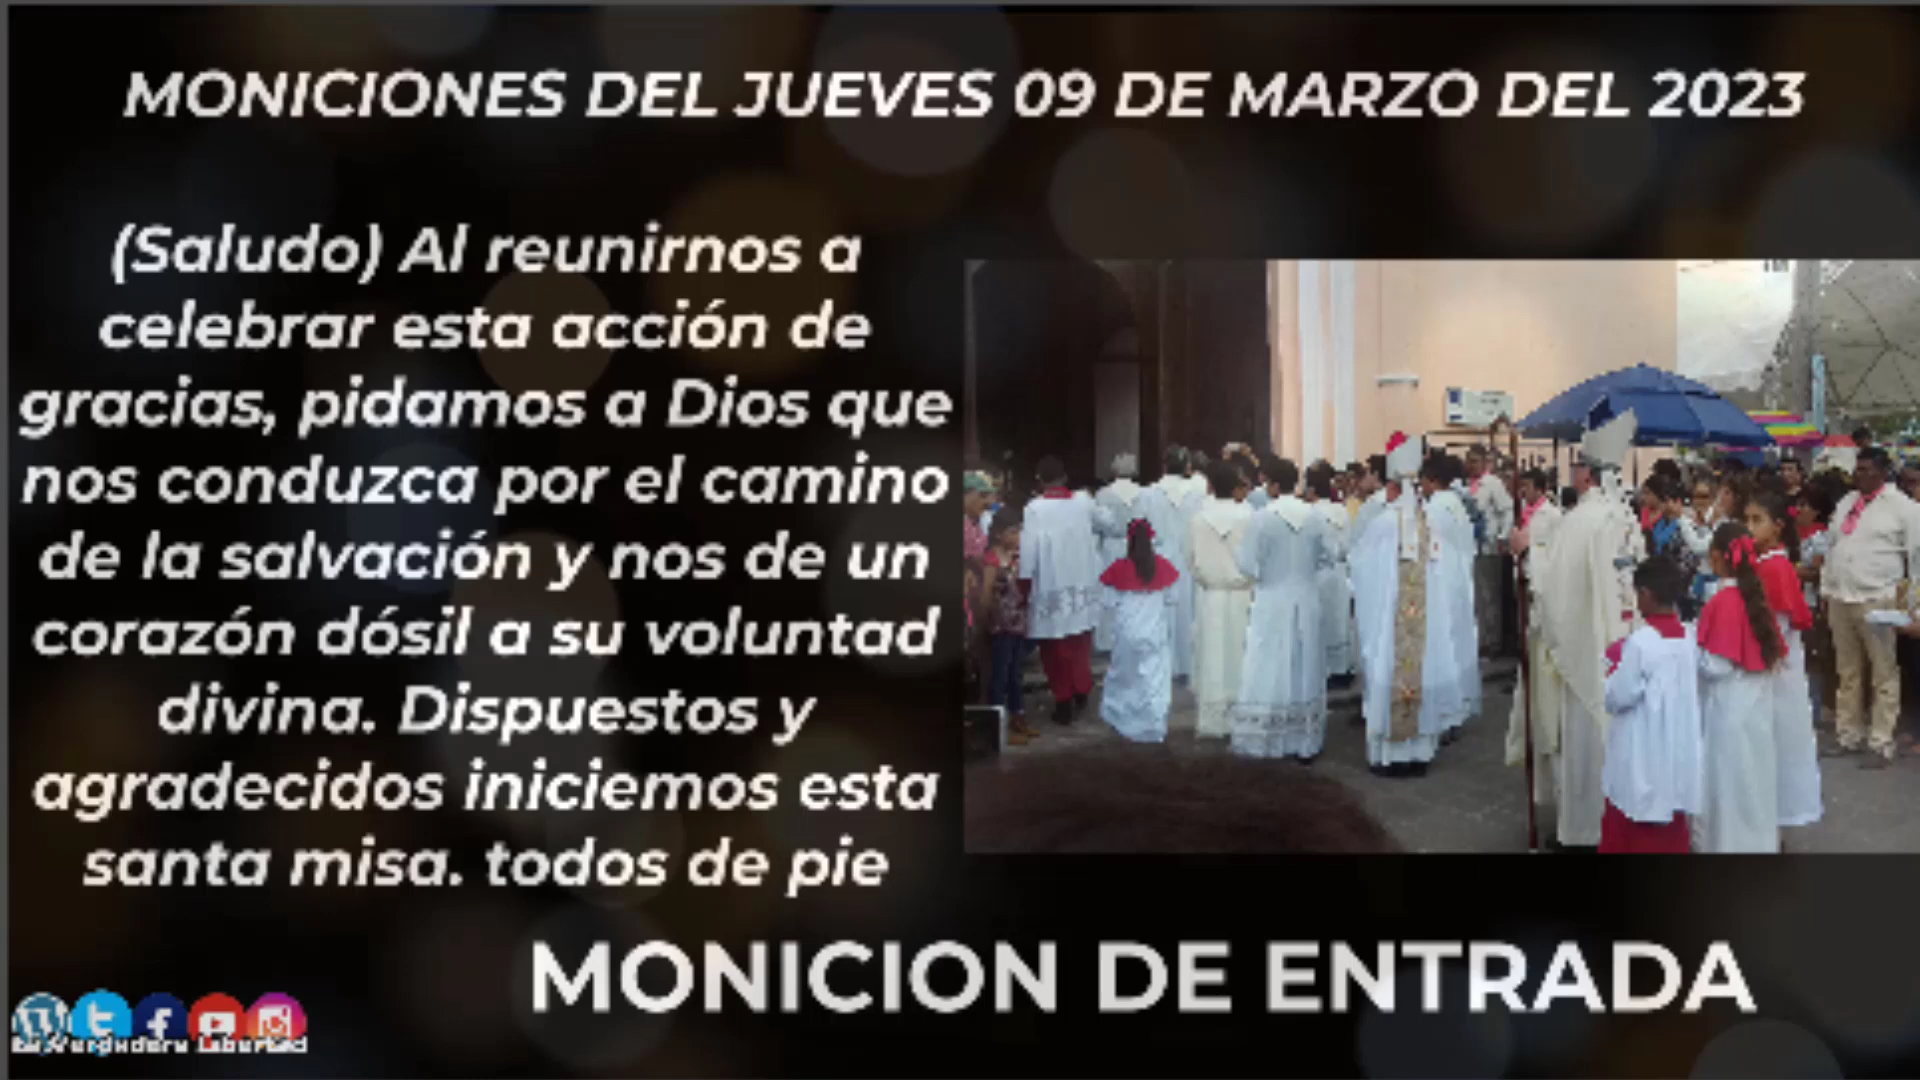 MONICIONES DEL JUEVES 09 DE MARZO DEL 2023
(Saludo) Al reunirnos a
celebrar esta acción de
gracias, pidamos a Dios que
nos conduzca por el camino
de la salvación y nos de un
corazón dósil a su voluntad
divina. Dispuestos y
agradecidos iniciemos esta
santa misa. todos de pie
MONICION DE ENTRADA